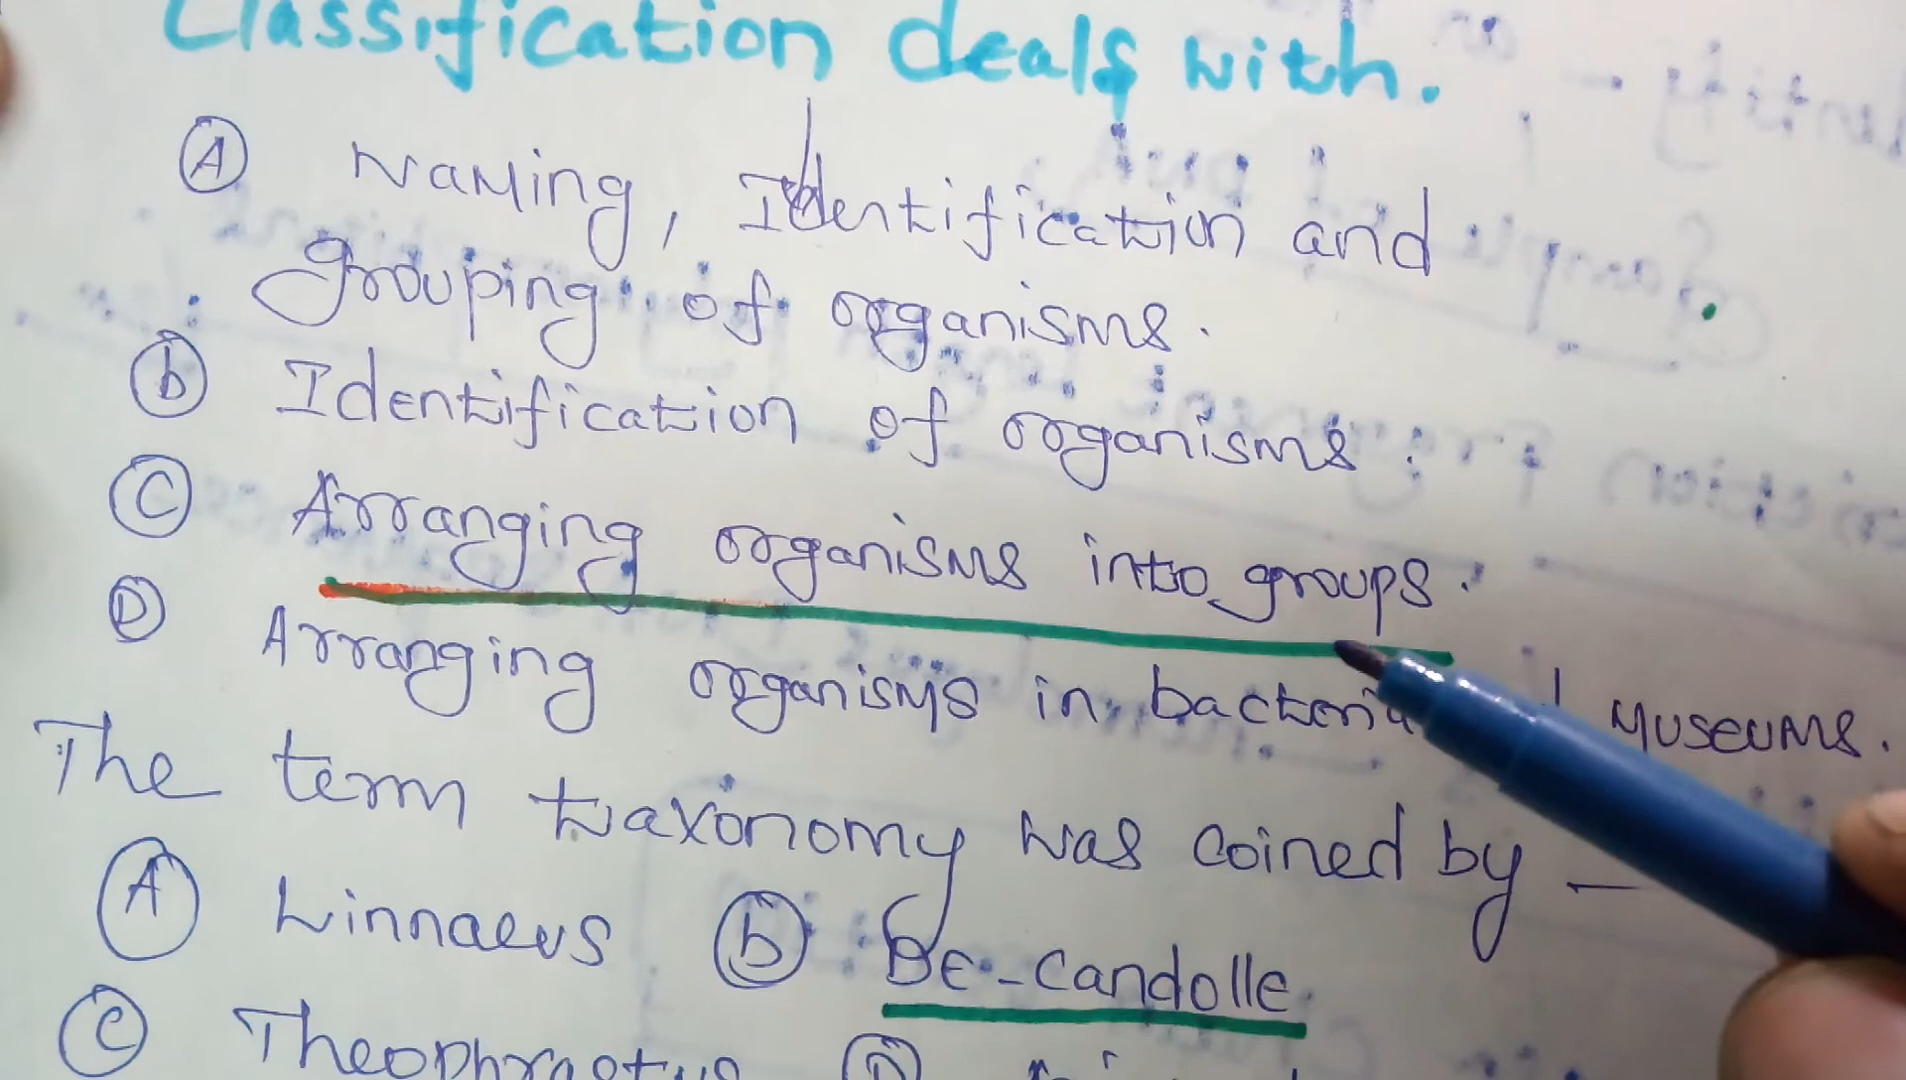 Classification deals with.
A Naming, Identification and
grouping of organisms.
b Identification of organisms.
C Arranging organisms into groups.
D Arranging organisms in museums.
The term taxonomy was coined by —
A Linnaeus b De-candolle
C Theophrastus D